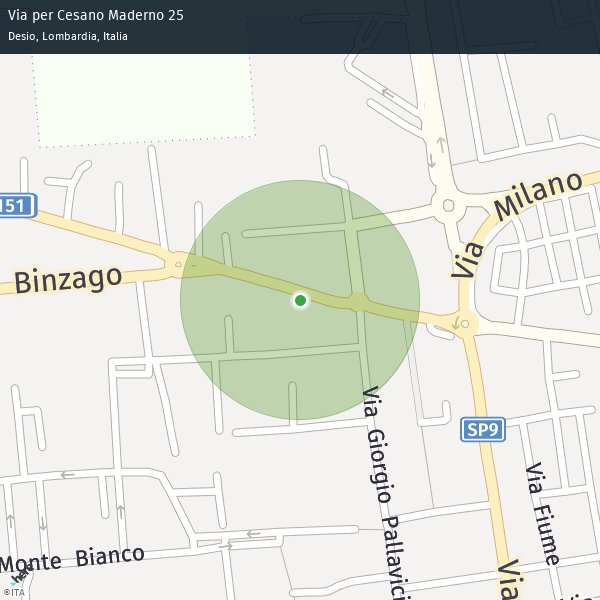 Via per Cesano Maderno 25
Desio, Lombardia, Italia
Via Milano
151
Binzago
SP9
Via Giorgio Pallavici
Via Fiume
Monte Bianco
Via
here
©ITA